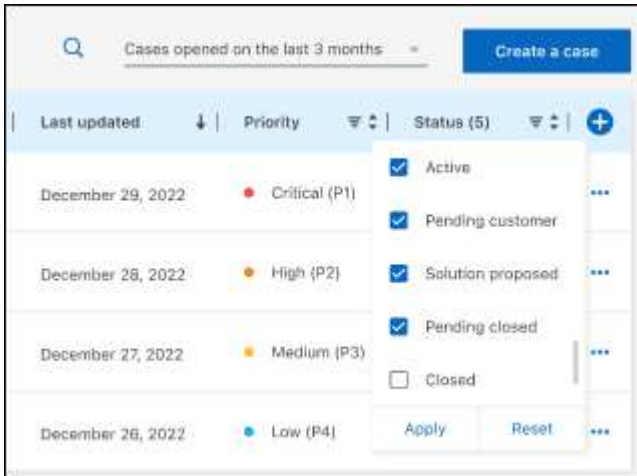 Cases opened on the last 3 months
Create a case
Last updated Priority Status (5)
Active
December 29, 2022 Critical (P1)
Pending customer
December 28, 2022 High (P2) Solution proposed
Pending closed
December 27, 2022 Medium (P3)
Closed
December 26, 2022 Low (P4) Apply Reset